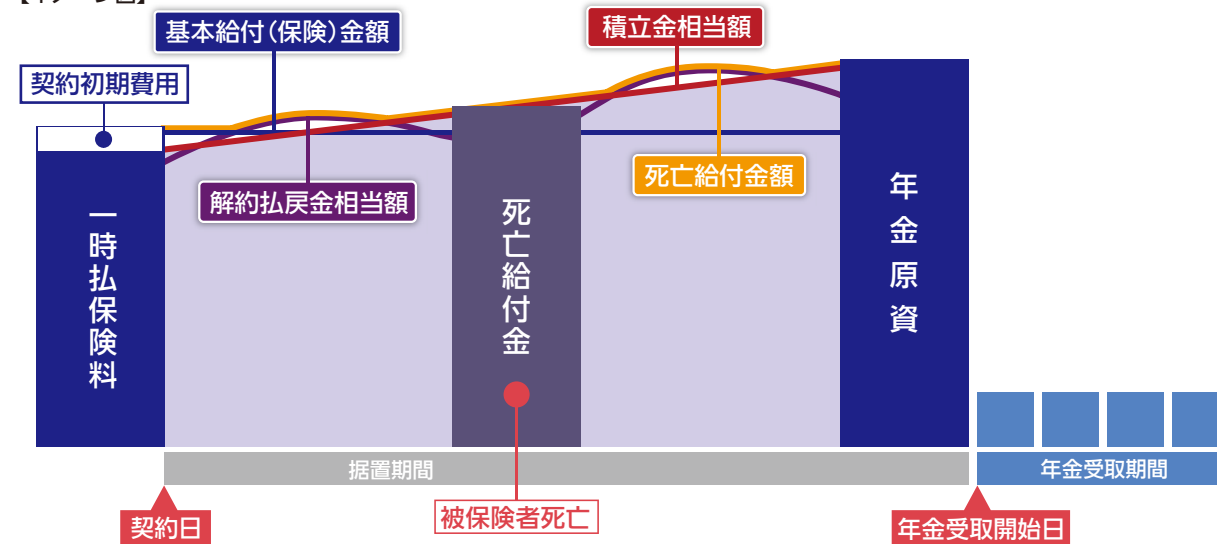 基本給付(保険)金額
積立金相当額
契約初期費用
解約払戻金相当額
死亡給付金額
一時払保険料
死亡給付金
年金原資
据置期間
年金受取期間
契約日
被保険者死亡
年金受取開始日